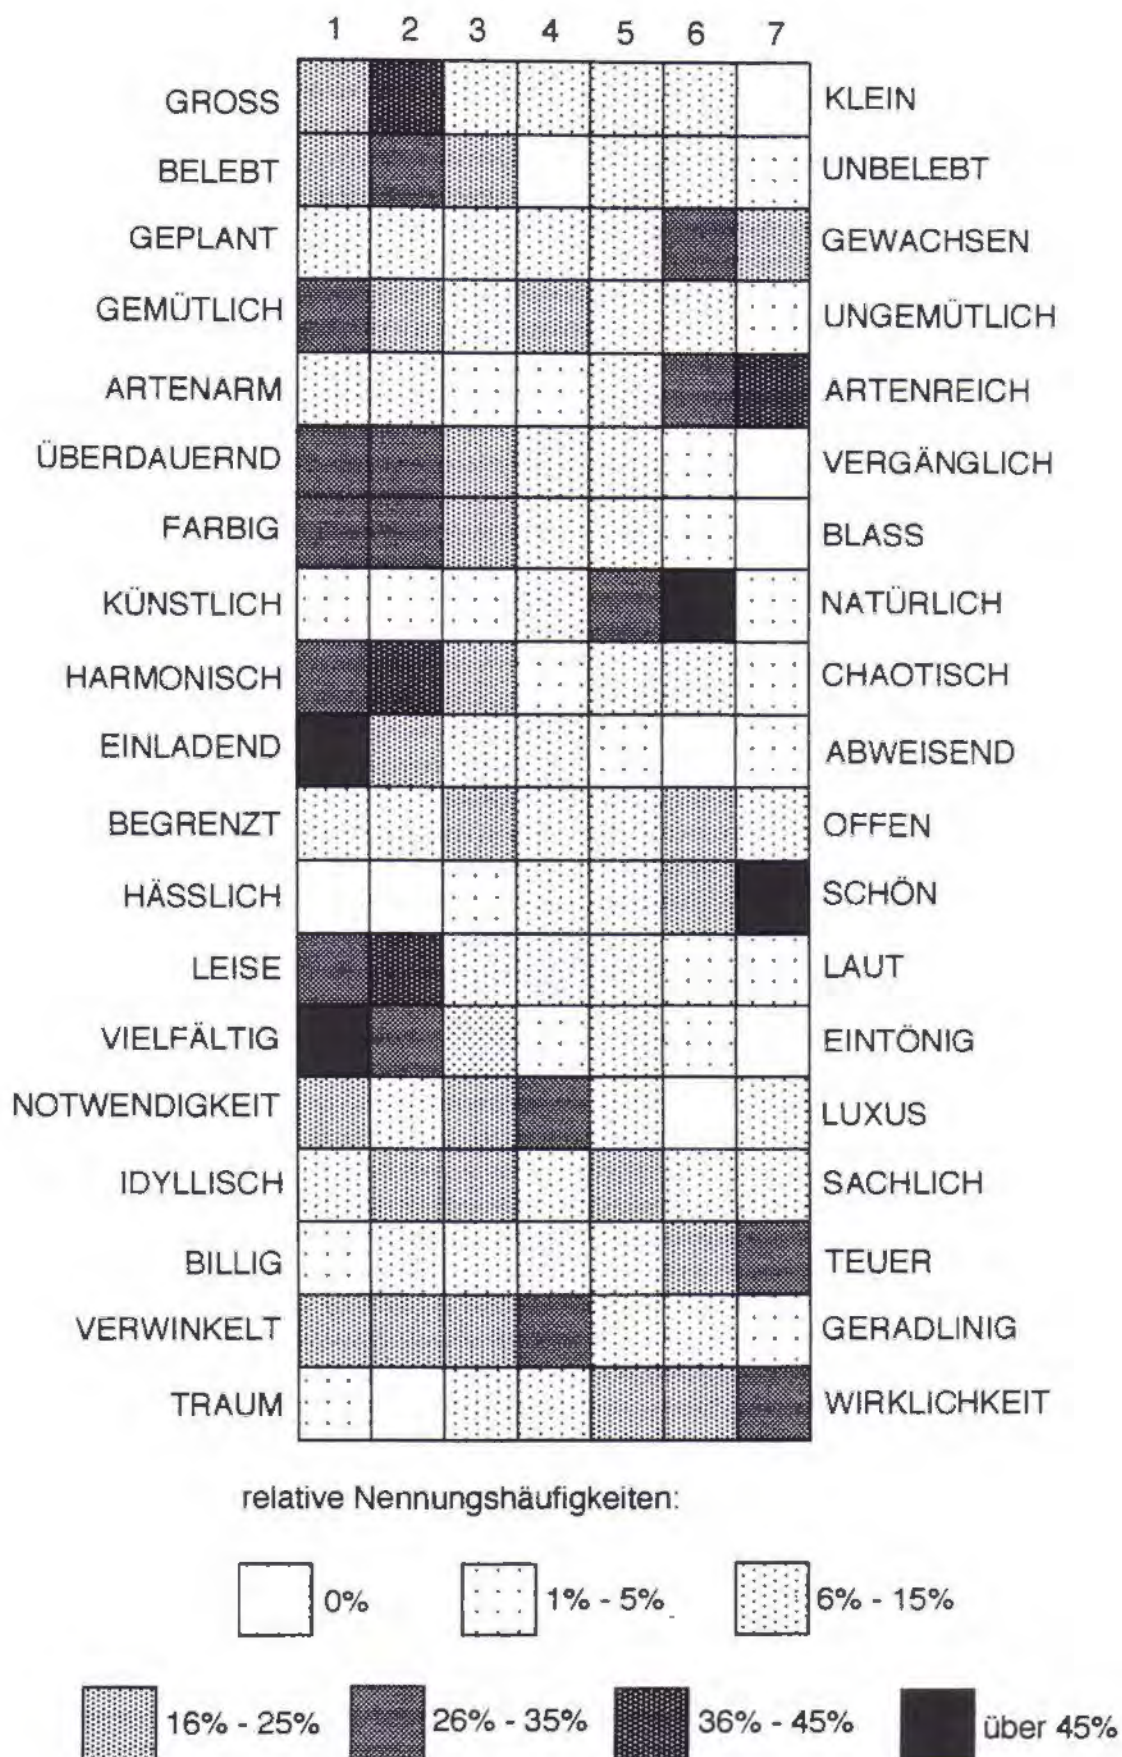 1 2 3 4 5 6 7
GROSS KLEIN
BELEBT UNBELEBT
GEPLANT GEWACHSEN
GEMÜTLICH UNGEMÜTLICH
ARTENARM ARTENREICH
ÜBERDAUERND VERGÄNGLICH
FARBIG BLASS
KÜNSTLICH NATÜRLICH
HARMONISCH CHAOTISCH
EINLADEND ABWEISEND
BEGRENZT OFFEN
HÄSSLICH SCHÖN
LEISE LAUT
VIELFÄLTIG EINTÖNIG
NOTWENDIGKEIT LUXUS
IDYLLISCH SACHLICH
BILLIG TEUER
VERWINKELT GERADLINIG
TRAUM WIRKLICHKEIT
relative Nennungshäufigkeiten:
0% 1% - 5% 6% - 15%
16% - 25% 26% - 35% 36% - 45% über 45%